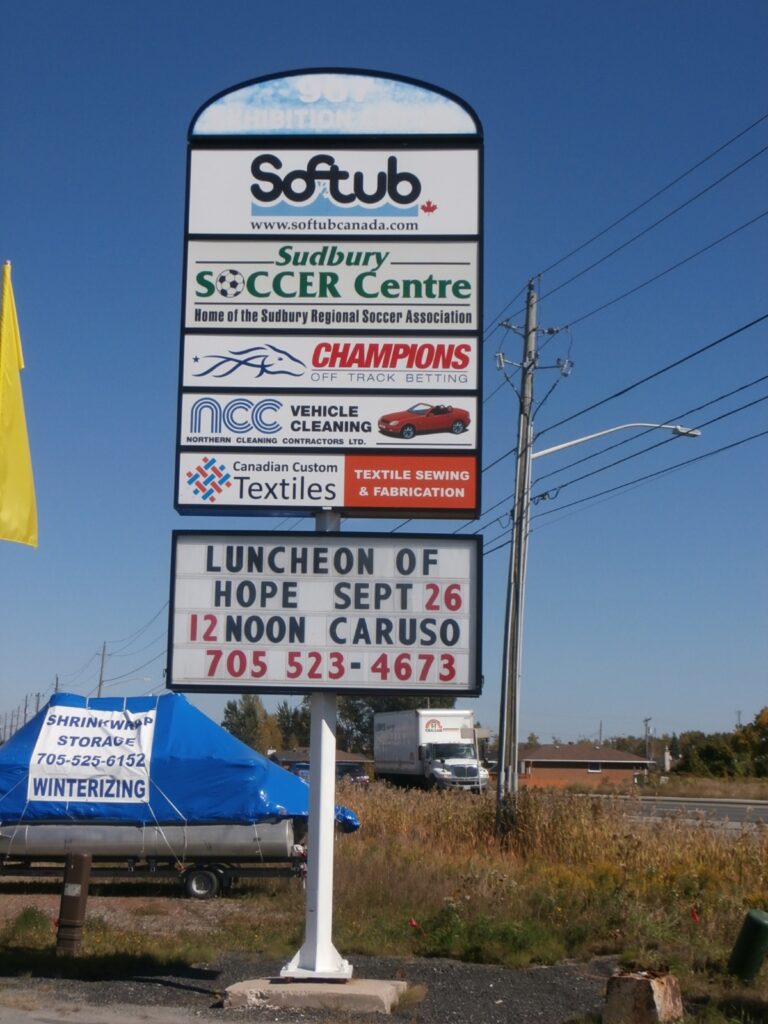 907
EXHIBITION
Softub
www.softubcanada.com
Sudbury
SOCCER Centre
Home of the Sudbury Regional Soccer Association
CHAMPIONS
OFF TRACK BETTING
NCC VEHICLE
CLEANING
NORTHERN CLEANING CONTRACTORS LTD.
Canadian Custom
Textiles
TEXTILE SEWING
& FABRICATION
LUNCHEON OF
HOPE SEPT 26
12 NOON CARUSO
705 523-4673
SHRINKWRAP
STORAGE
705-525-6152
WINTERIZING